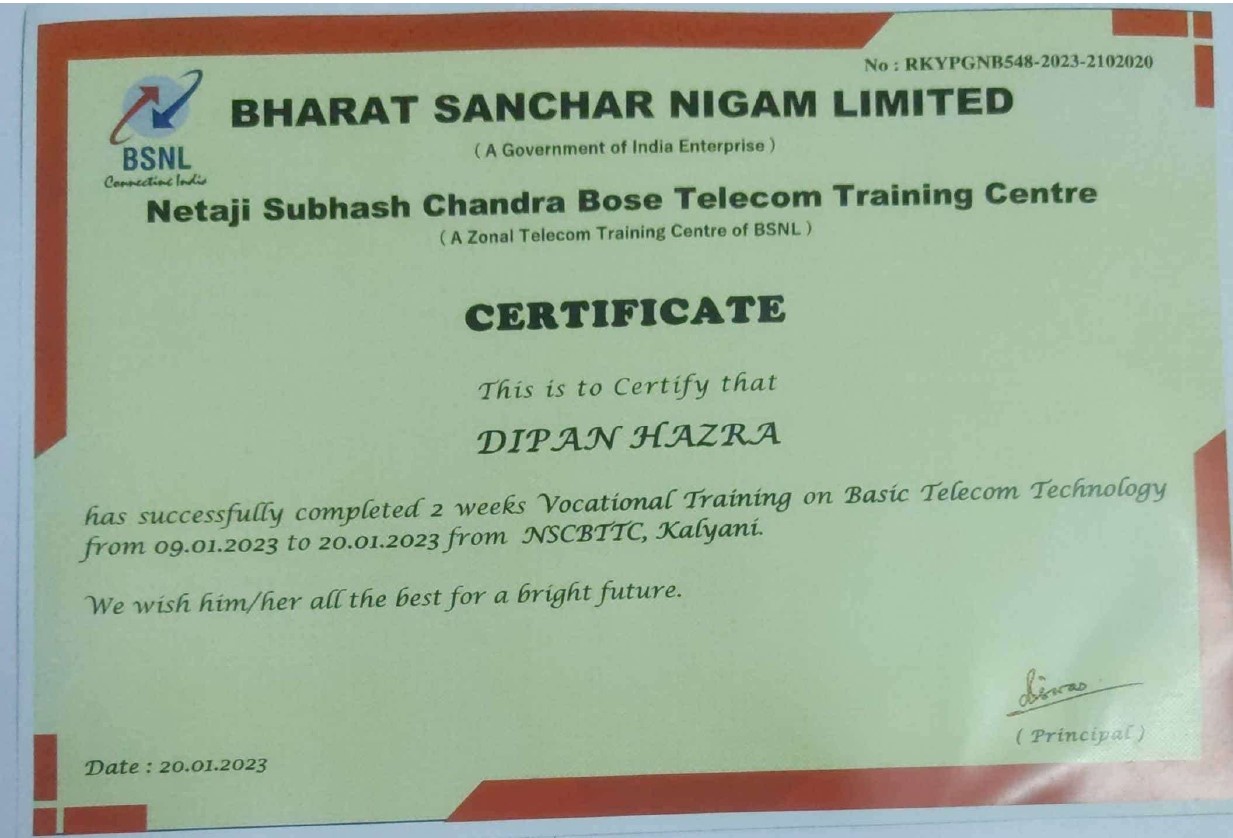 No : RKYPGNB548-2023-2102020
BHARAT SANCHAR NIGAM LIMITED
( A Government of India Enterprise )
BSNL
Connecting India
Netaji Subhash Chandra Bose Telecom Training Centre
( A Zonal Telecom Training Centre of BSNL )
CERTIFICATE
This is to Certify that
DIPAN HAZRA
has successfully completed 2 weeks Vocational Training on Basic Telecom Technology
from 09.01.2023 to 20.01.2023 from NSCBTTC, Kalyani.
We wish him/her all the best for a bright future.
( Principal )
Date : 20.01.2023